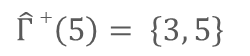 Γ̂⁺(5) = {3,5}